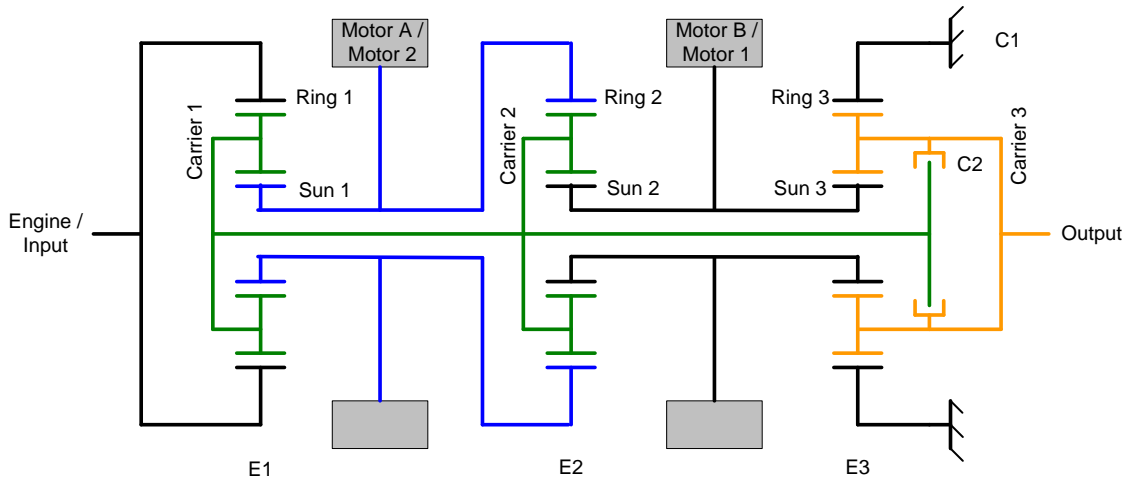 Motor A /
Motor 2
Motor B /
Motor 1
C1
Ring 1
Ring 2
Ring 3
Carrier 1
Carrier 2
Carrier 3
C2
Sun 1
Sun 2
Sun 3
Engine /
Input
Output
E1
E2
E3